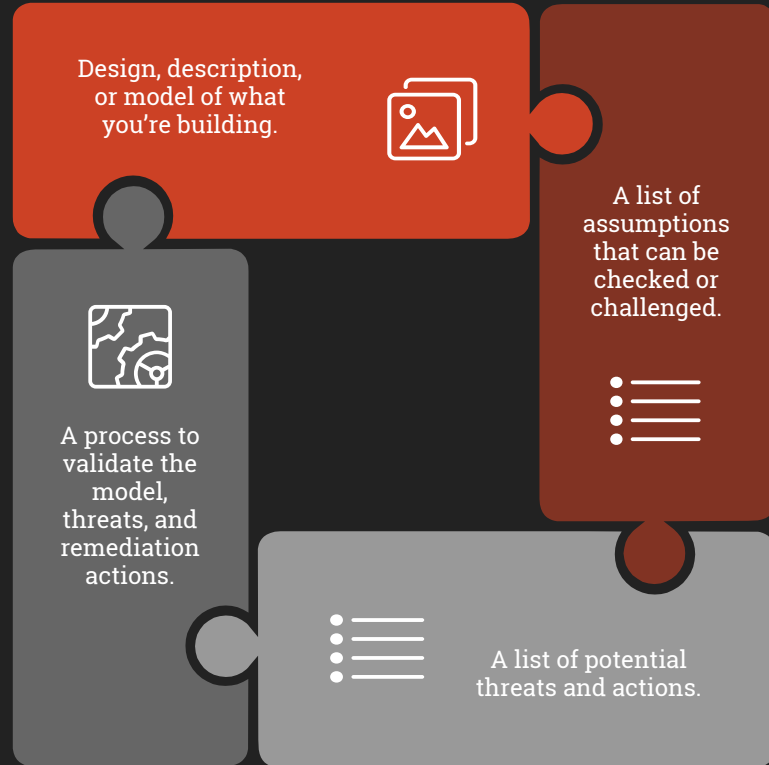 Design, description,
or model of what
you’re building.
A list of
assumptions
that can be
checked or
challenged.
A process to
validate the
model,
threats, and
remediation
actions.
A list of potential
threats and actions.